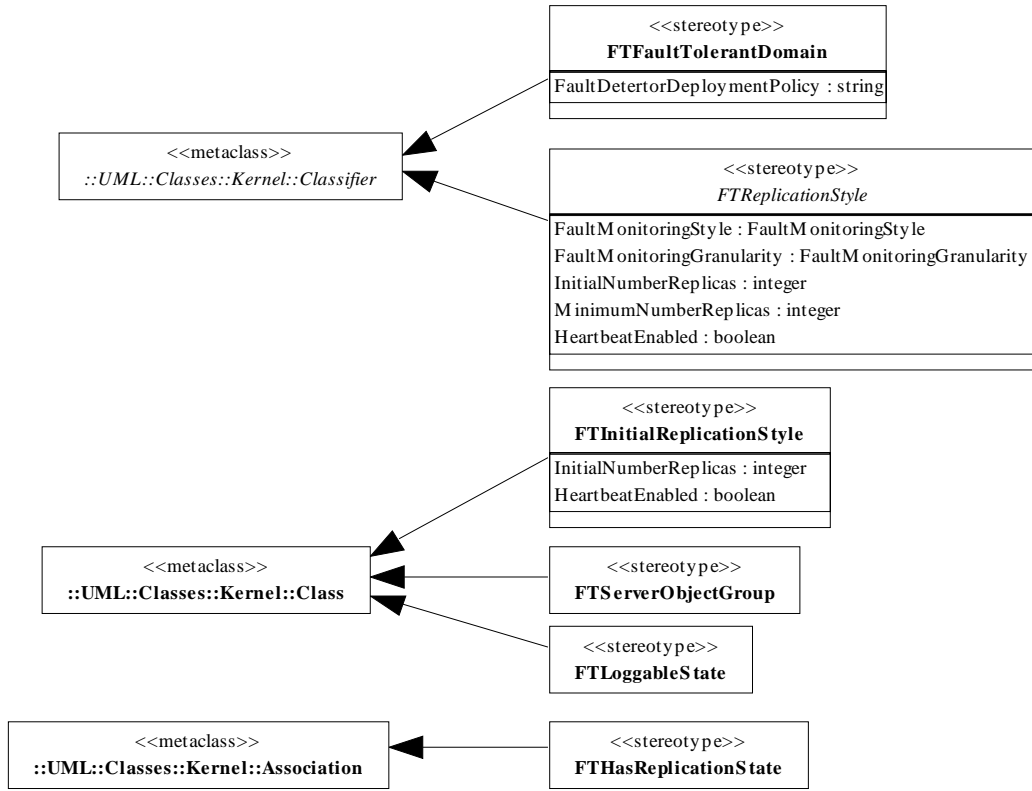 <<stereotype>>
FTFaultTolerantDomain
FaultDetertorDeploymentPolicy : string
<<metaclass>>
::UML::Classes::Kernel::Classifier
<<stereotype>>
FTReplicationStyle
FaultMonitoringStyle : FaultMonitoringStyle
FaultMonitoringGranularity : FaultMonitoringGranularity
InitialNumberReplicas : integer
MinimumNumberReplicas : integer
HeartbeatEnabled : boolean
<<stereotype>>
FTInitialReplicationStyle
InitialNumberReplicas : integer
HeartbeatEnabled : boolean
<<metaclass>>
::UML::Classes::Kernel::Class
<<stereotype>>
FTServerObjectGroup
<<stereotype>>
FTLoggableState
<<metaclass>>
::UML::Classes::Kernel::Association
<<stereotype>>
FTHasReplicationState